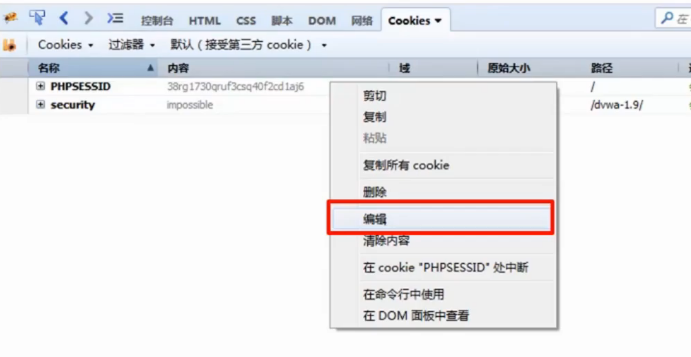 控制台 HTML CSS 脚本 DOM 网络 Cookies 在
Cookies 过滤器 默认（接受第三方 cookie）
名称 内容 域 原始大小 路径
PHPSESSID 38rg1730qruf3csq40f2cd1aj6 /
security impossible /dvwa-1.9/
剪切
复制
粘贴
复制所有 cookie
删除
编辑
清除内容
在 cookie "PHPSESSID" 处中断
在命令行中使用
在 DOM 面板中查看